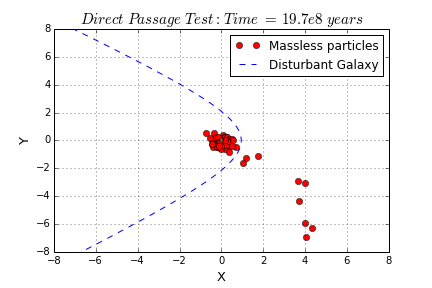 Direct Passage Test: Time = 19.7e8 years
Massless particles
Disturbant Galaxy
Y
8
6
4
2
0
−2
−4
−6
−8
−8 −6 −4 −2 0 2 4 6 8
X